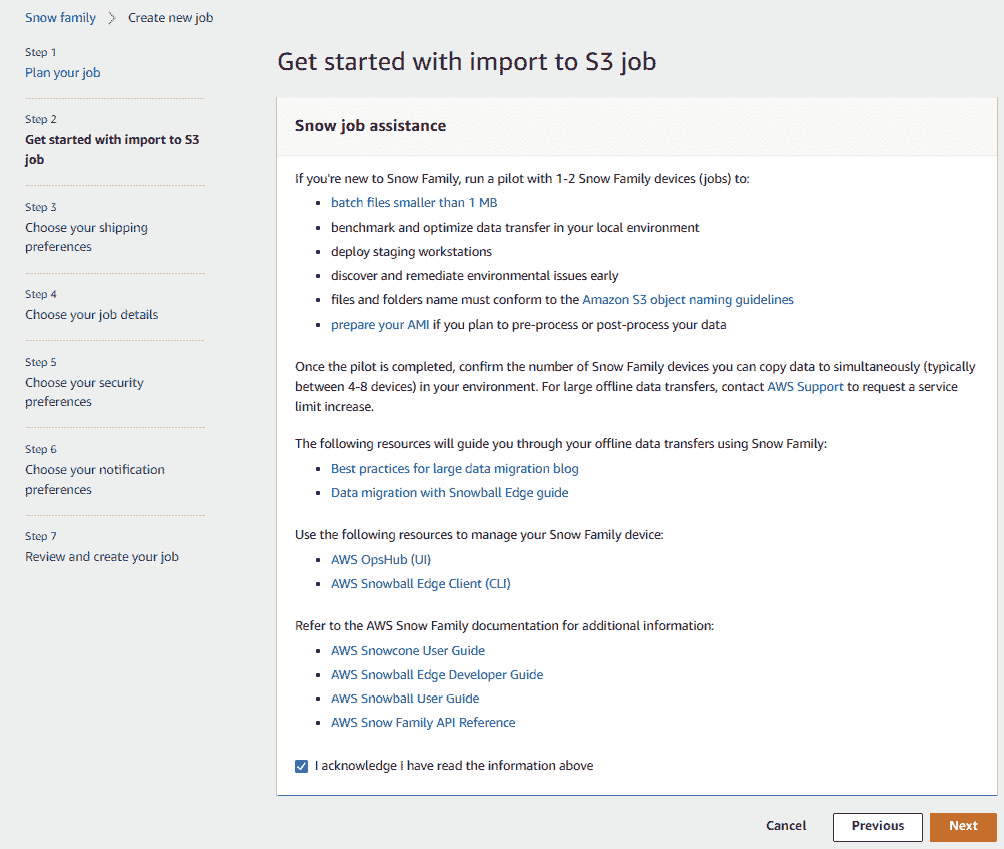 Snow family > Create new job
Step 1
Plan your job
Step 2
Get started with import to S3
job
Step 3
Choose your shipping
preferences
Step 4
Choose your job details
Step 5
Choose your security
preferences
Step 6
Choose your notification
preferences
Step 7
Review and create your job
Get started with import to S3 job
Snow job assistance
If you're new to Snow Family, run a pilot with 1-2 Snow Family devices (jobs) to:
• batch files smaller than 1 MB
• benchmark and optimize data transfer in your local environment
• deploy staging workstations
• discover and remediate environmental issues early
• files and folders name must conform to the Amazon S3 object naming guidelines
• prepare your AMI if you plan to pre-process or post-process your data
Once the pilot is completed, confirm the number of Snow Family devices you can copy data to simultaneously (typically
between 4-8 devices) in your environment. For large offline data transfers, contact AWS Support to request a service
limit increase.
The following resources will guide you through your offline data transfers using Snow Family:
• Best practices for large data migration blog
• Data migration with Snowball Edge guide
Use the following resources to manage your Snow Family device:
• AWS OpsHub (UI)
• AWS Snowball Edge Client (CLI)
Refer to the AWS Snow Family documentation for additional information:
• AWS Snowcone User Guide
• AWS Snowball Edge Developer Guide
• AWS Snowball User Guide
• AWS Snow Family API Reference
I acknowledge I have read the information above
Cancel
Previous
Next